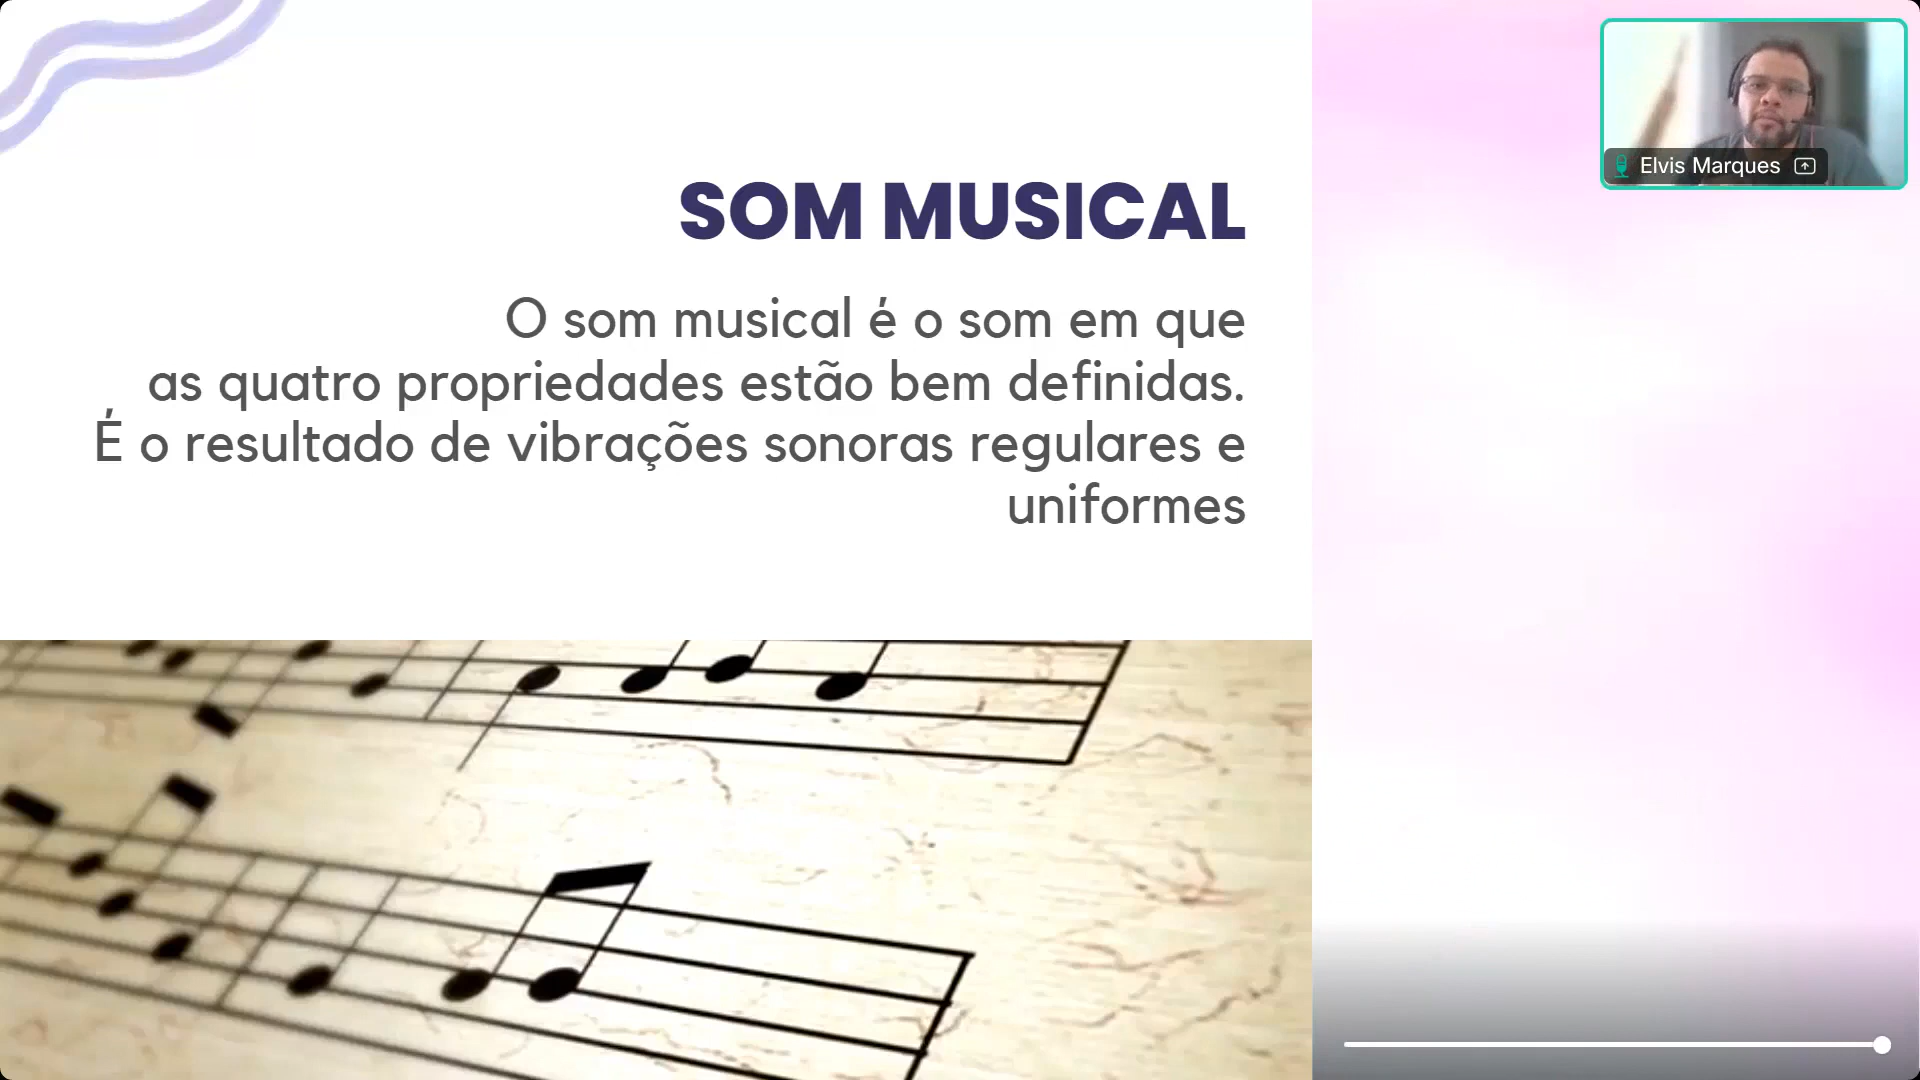 Elvis Marques
SOM MUSICAL
O som musical é o som em que
as quatro propriedades estão bem definidas.
É o resultado de vibrações sonoras regulares e
uniformes